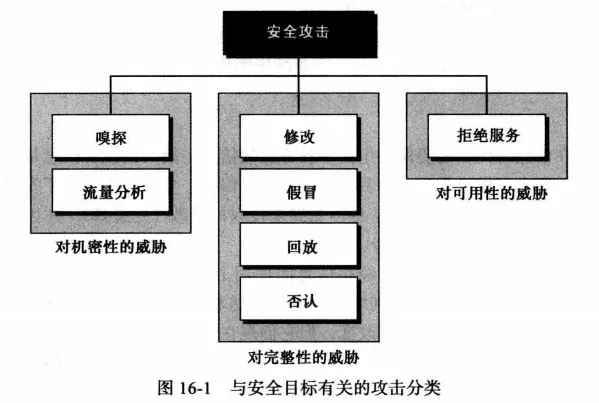 安全攻击
嗅探
流量分析
对机密性的威胁
修改
假冒
回放
否认
对完整性的威胁
拒绝服务
对可用性的威胁
图 16-1 与安全目标有关的攻击分类